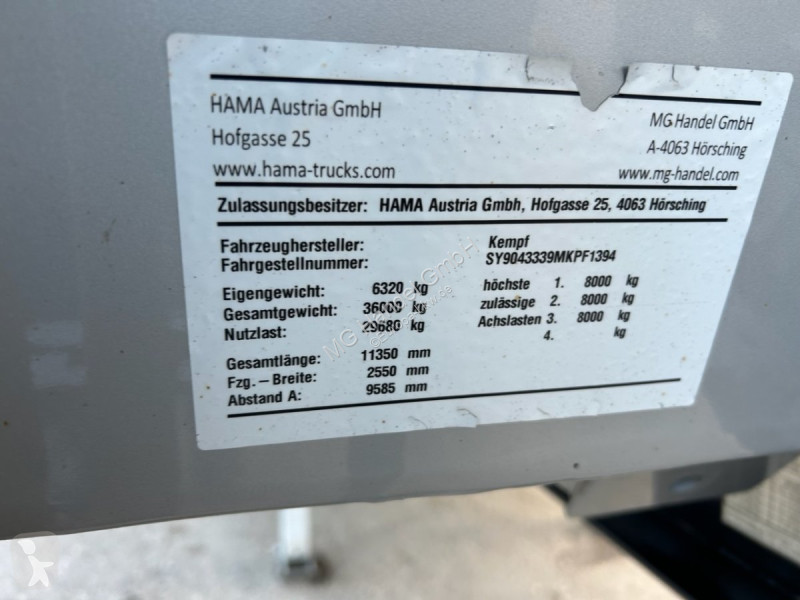 HAMA Austria GmbH
Hofgasse 25
www.hama-trucks.com
MG Handel GmbH
A-4063 Hörsching
www.mg-handel.com
Zulassungsbesitzer: HAMA Austria Gmbh, Hofgasse 25, 4063 Hörsching
Fahrzeughersteller: Kempf
Fahrgestellnummer: SY9043339MKPF1394
Eigengewicht: 6320 kg
Gesamtgewicht: 36000 kg
Nutzlast: 29680 kg
höchste 1. 8000 kg
zulässige 2. 8000 kg
Achslasten 3. 8000 kg
4. kg
Gesamtlänge: 11350 mm
Fzg.-Breite: 2550 mm
Abstand A: 9585 mm
MG Handel GmbH